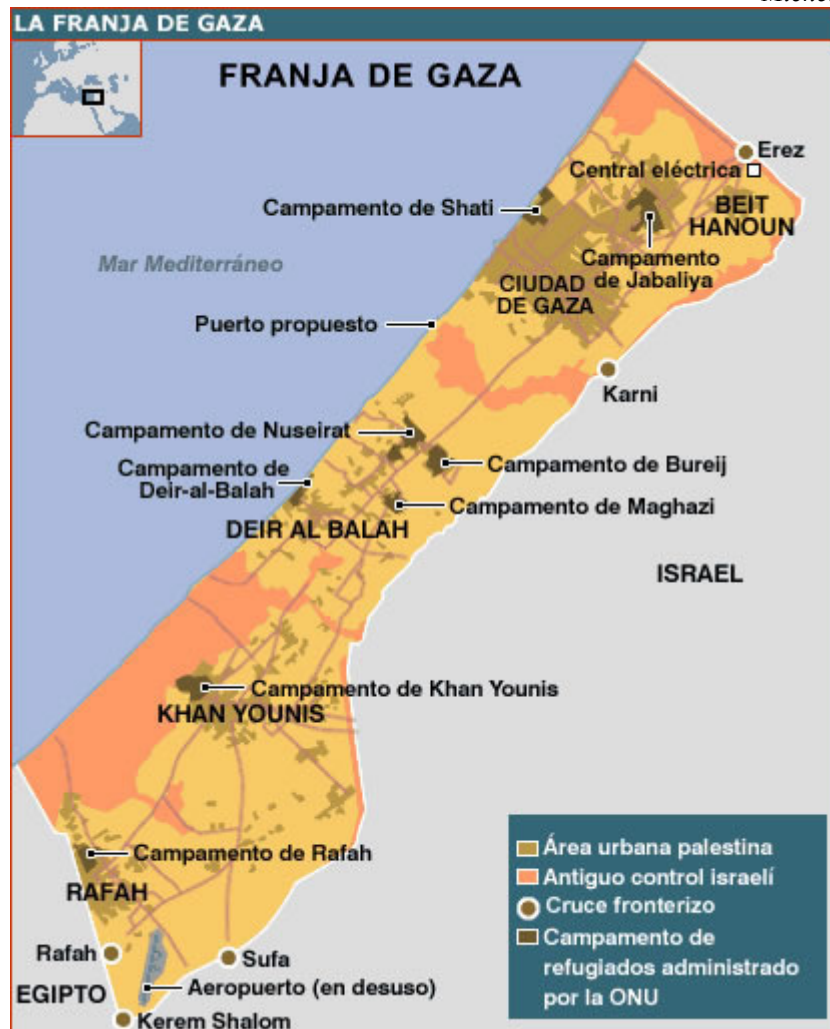 LA FRANJA DE GAZA
FRANJA DE GAZA
Erez
Central eléctrica
BEIT
HANOUN
Campamento de Shati
Campamento
de Jabaliya
Mar Mediterráneo
CIUDAD
DE GAZA
Puerto propuesto
Karni
Campamento de Nuseirat
Campamento de Bureij
Campamento de
Deir-al-Balah
Campamento de Maghazi
DEIR AL BALAH
ISRAEL
Campamento de Khan Younis
KHAN YOUNIS
Campamento de Rafah
RAFAH
Rafah
Sufa
Aeropuerto (en desuso)
EGIPTO
Kerem Shalom
Área urbana palestina
Antiguo control israelí
Cruce fronterizo
Campamento de
refugiados administrado
por la ONU